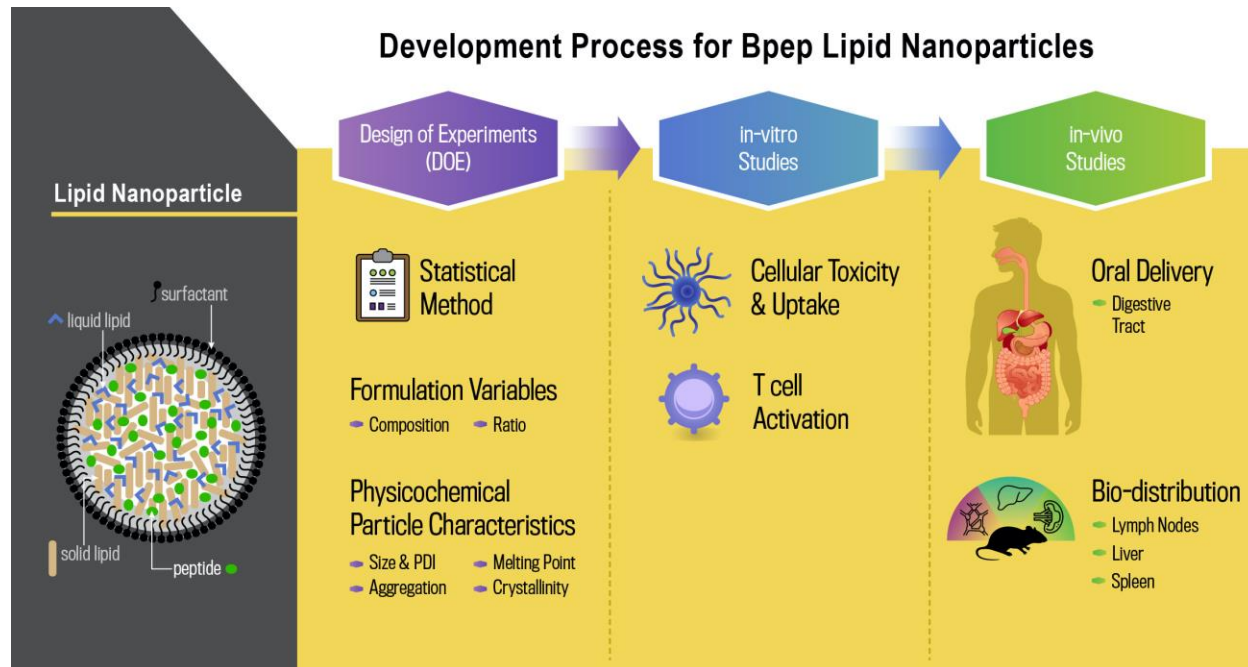 Development Process for Bpep Lipid Nanoparticles
Lipid Nanoparticle
surfactant
liquid lipid
solid lipid
peptide
Design of Experiments
(DOE)
Statistical
Method
Formulation Variables
Composition
Ratio
Physicochemical
Particle Characteristics
Size & PDI
Melting Point
Aggregation
Crystallinity
in-vitro
Studies
Cellular Toxicity
& Uptake
T cell
Activation
in-vivo
Studies
Oral Delivery
Digestive
Tract
Bio-distribution
Lymph Nodes
Liver
Spleen